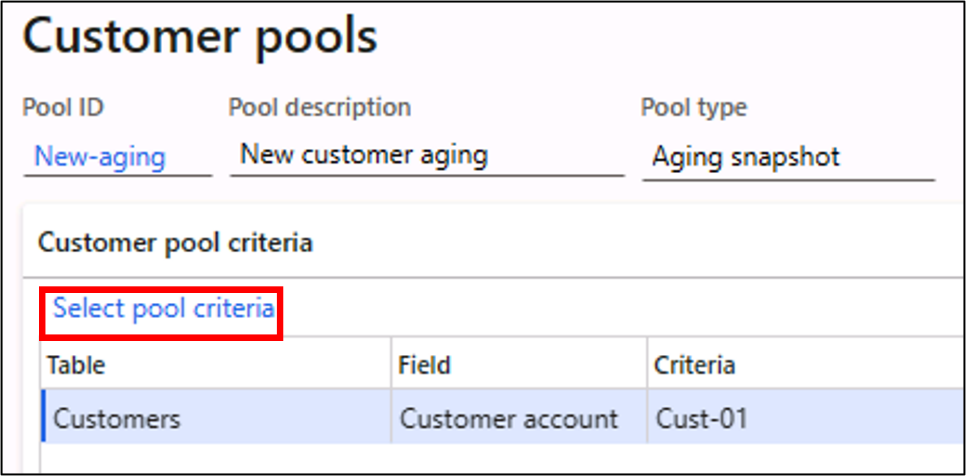 Customer pools
Pool ID Pool description Pool type
New-aging New customer aging Aging snapshot
Customer pool criteria
Select pool criteria
Table Field Criteria
Customers Customer account Cust-01